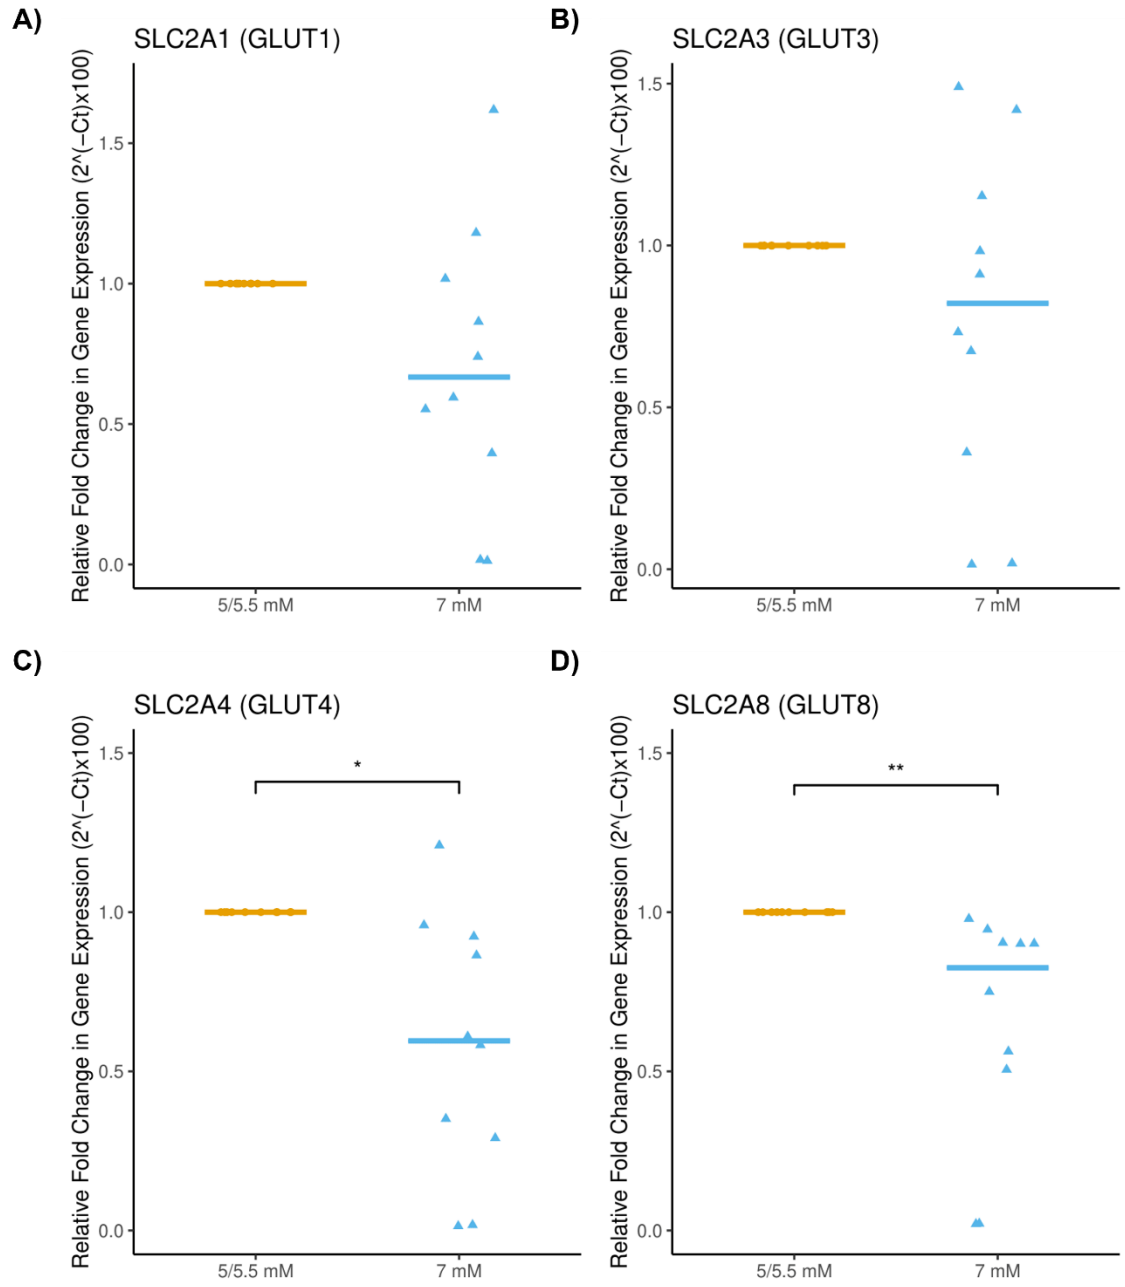 A)
SLC2A1 (GLUT1)
Relative Fold Change in Gene Expression (2^(−Ct)x100)
1.5
1.0
0.5
0.0
5/5.5 mM
7 mM
B)
SLC2A3 (GLUT3)
Relative Fold Change in Gene Expression (2^(−Ct)x100)
1.5
1.0
0.5
0.0
5/5.5 mM
7 mM
C)
SLC2A4 (GLUT4)
Relative Fold Change in Gene Expression (2^(−Ct)x100)
1.5
*
1.0
0.5
0.0
5/5.5 mM
7 mM
D)
SLC2A8 (GLUT8)
Relative Fold Change in Gene Expression (2^(−Ct)x100)
1.5
**
1.0
0.5
0.0
5/5.5 mM
7 mM